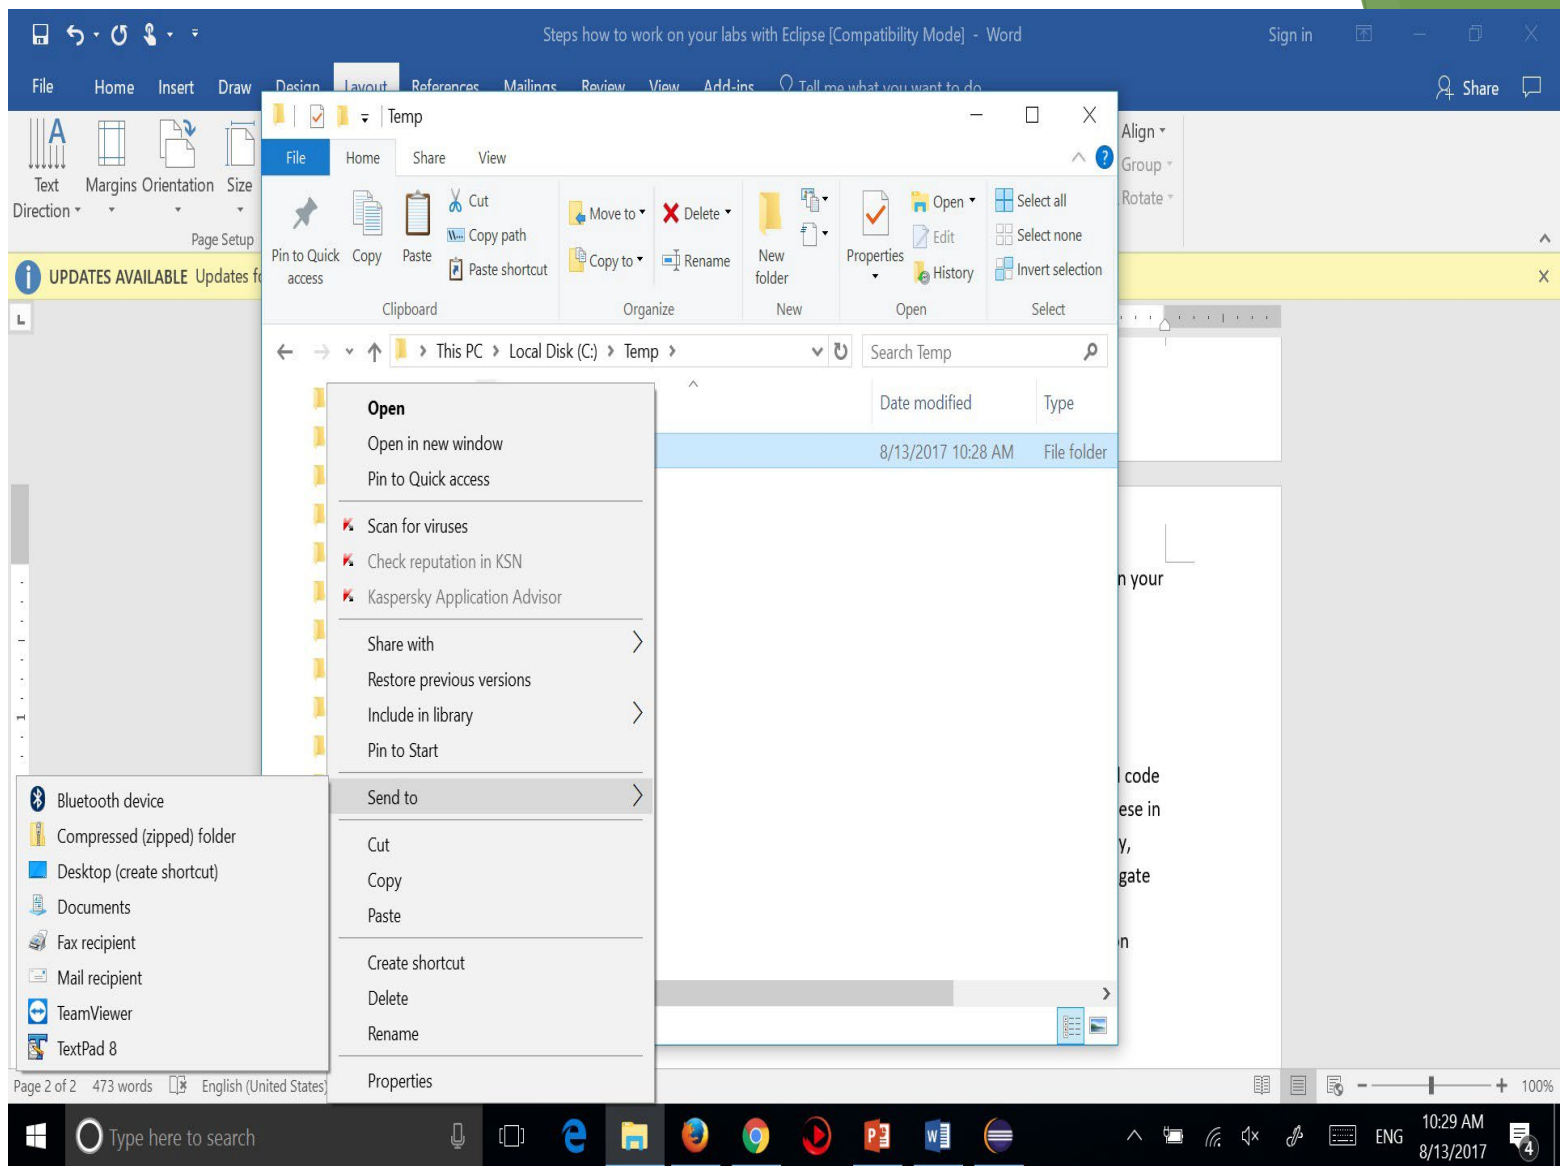 Steps how to work on your labs with Eclipse [Compatibility Mode] - Word
Sign in
File Home Insert Draw Design Layout References Mailings Review View Add-ins Tell me what you want to do
Share
Text Direction
Margins
Orientation
Size
Page Setup
Align
Group
Rotate
UPDATES AVAILABLE Updates
L
Temp
File Home Share View
Pin to Quick access
Copy
Paste
Cut
Copy path
Paste shortcut
Clipboard
Move to
Copy to
Delete
Rename
Organize
New folder
New
Properties
Open
Edit
History
Open
Select all
Select none
Invert selection
Select
This PC > Local Disk (C:) > Temp >
Search Temp
Date modified Type
8/13/2017 10:28 AM File folder
Open
Open in new window
Pin to Quick access
Scan for viruses
Check reputation in KSN
Kaspersky Application Advisor
Share with
Restore previous versions
Include in library
Pin to Start
Send to
Cut
Copy
Paste
Create shortcut
Delete
Rename
Properties
Bluetooth device
Compressed (zipped) folder
Desktop (create shortcut)
Documents
Fax recipient
Mail recipient
TeamViewer
TextPad 8
n your
code
ese in
y,
gate
n
Page 2 of 2 473 words English (United States)
100%
Type here to search
ENG
10:29 AM
8/13/2017
4